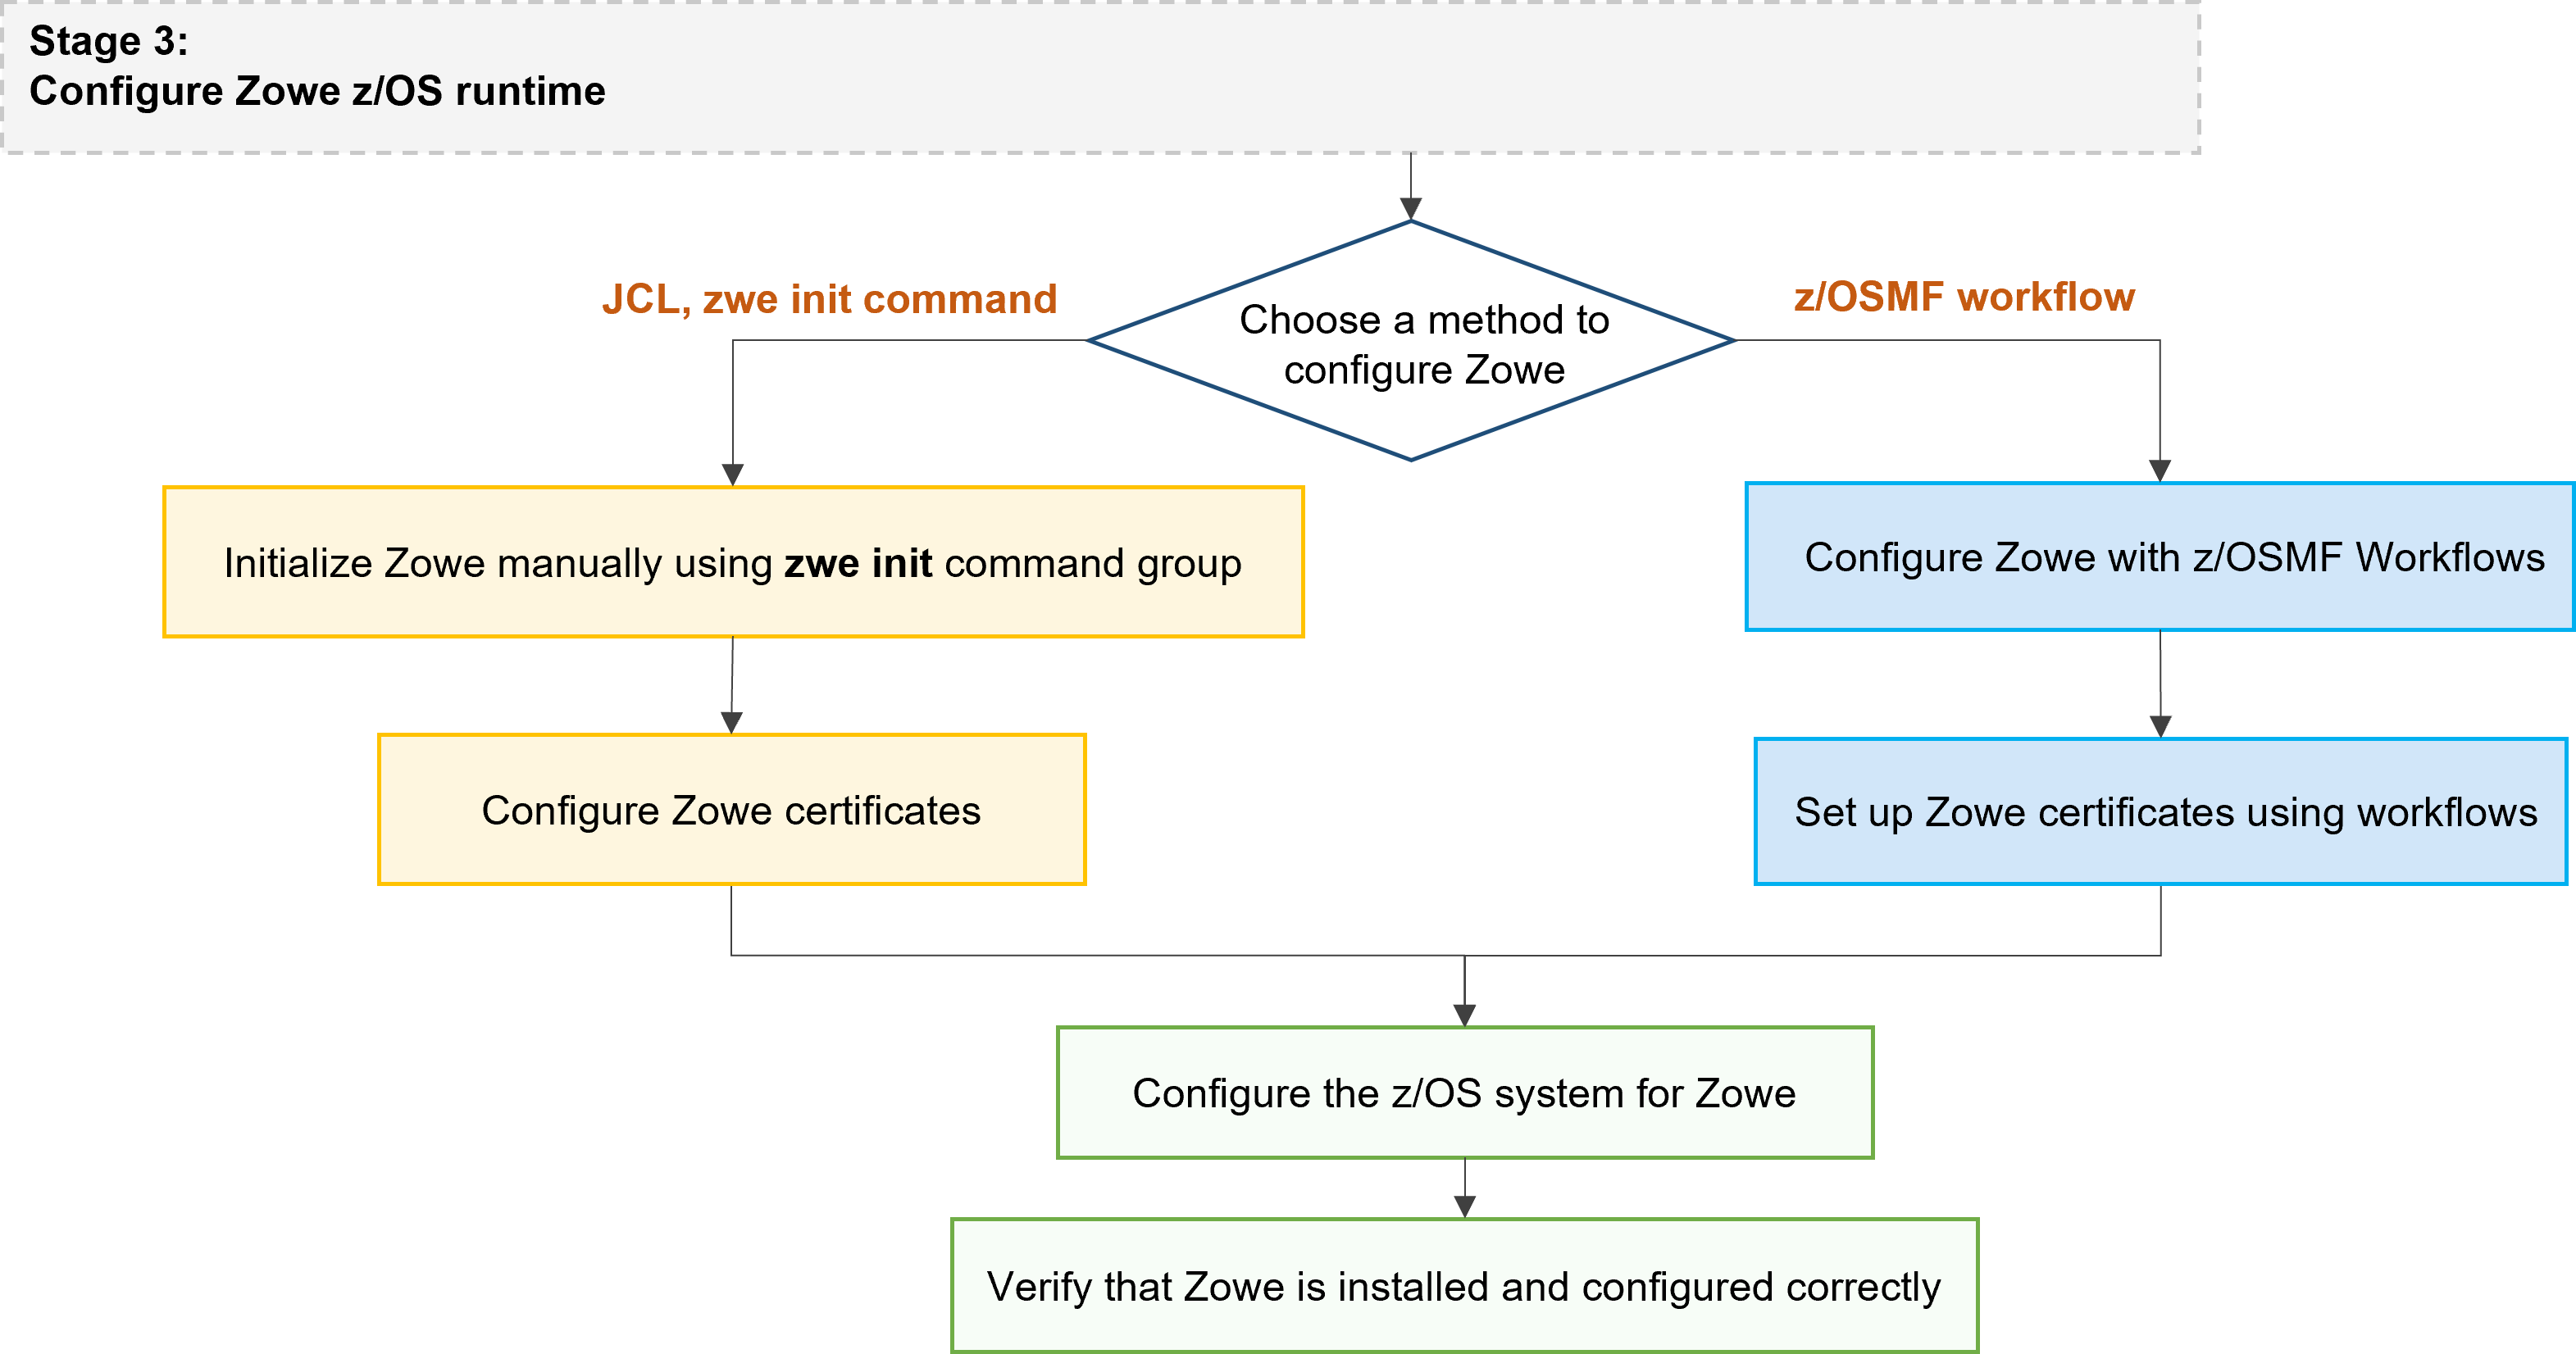 Stage 3:
Configure Zowe z/OS runtime
JCL, zwe init command
z/OSMF workflow
Choose a method to
configure Zowe
Initialize Zowe manually using zwe init command group
Configure Zowe with z/OSMF Workflows
Configure Zowe certificates
Set up Zowe certificates using workflows
Configure the z/OS system for Zowe
Verify that Zowe is installed and configured correctly